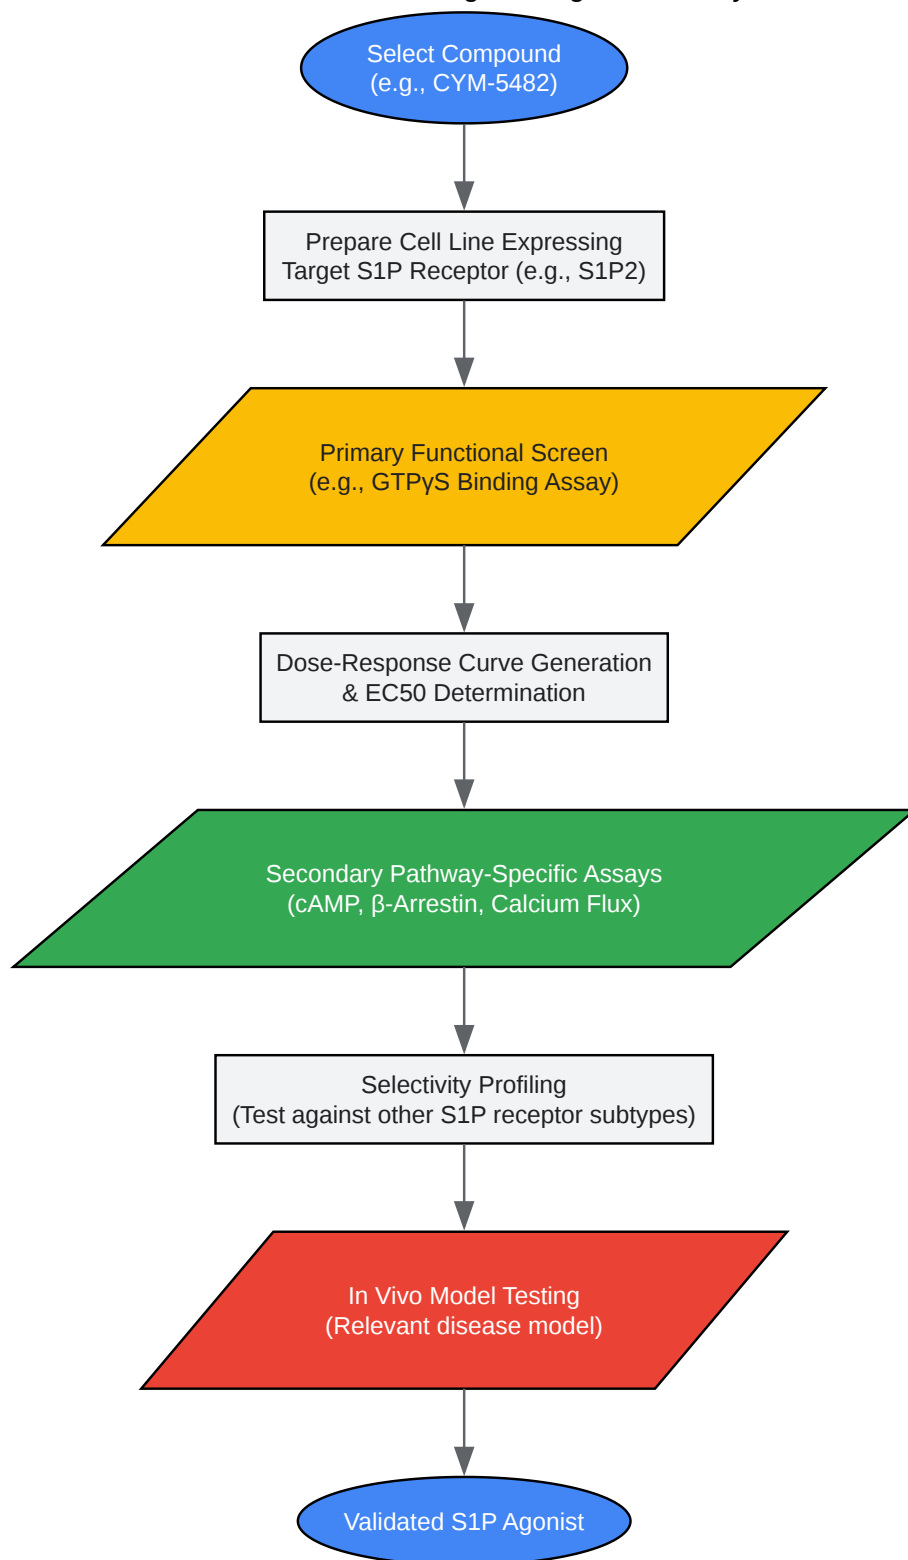 Select Compound
(e.g., CYM-5482)
Prepare Cell Line Expressing
Target S1P Receptor (e.g., S1P2)
Primary Functional Screen
(e.g., GTPγS Binding Assay)
Dose-Response Curve Generation
& EC50 Determination
Secondary Pathway-Specific Assays
(cAMP, β-Arrestin, Calcium Flux)
Selectivity Profiling
(Test against other S1P receptor subtypes)
In Vivo Model Testing
(Relevant disease model)
Validated S1P Agonist